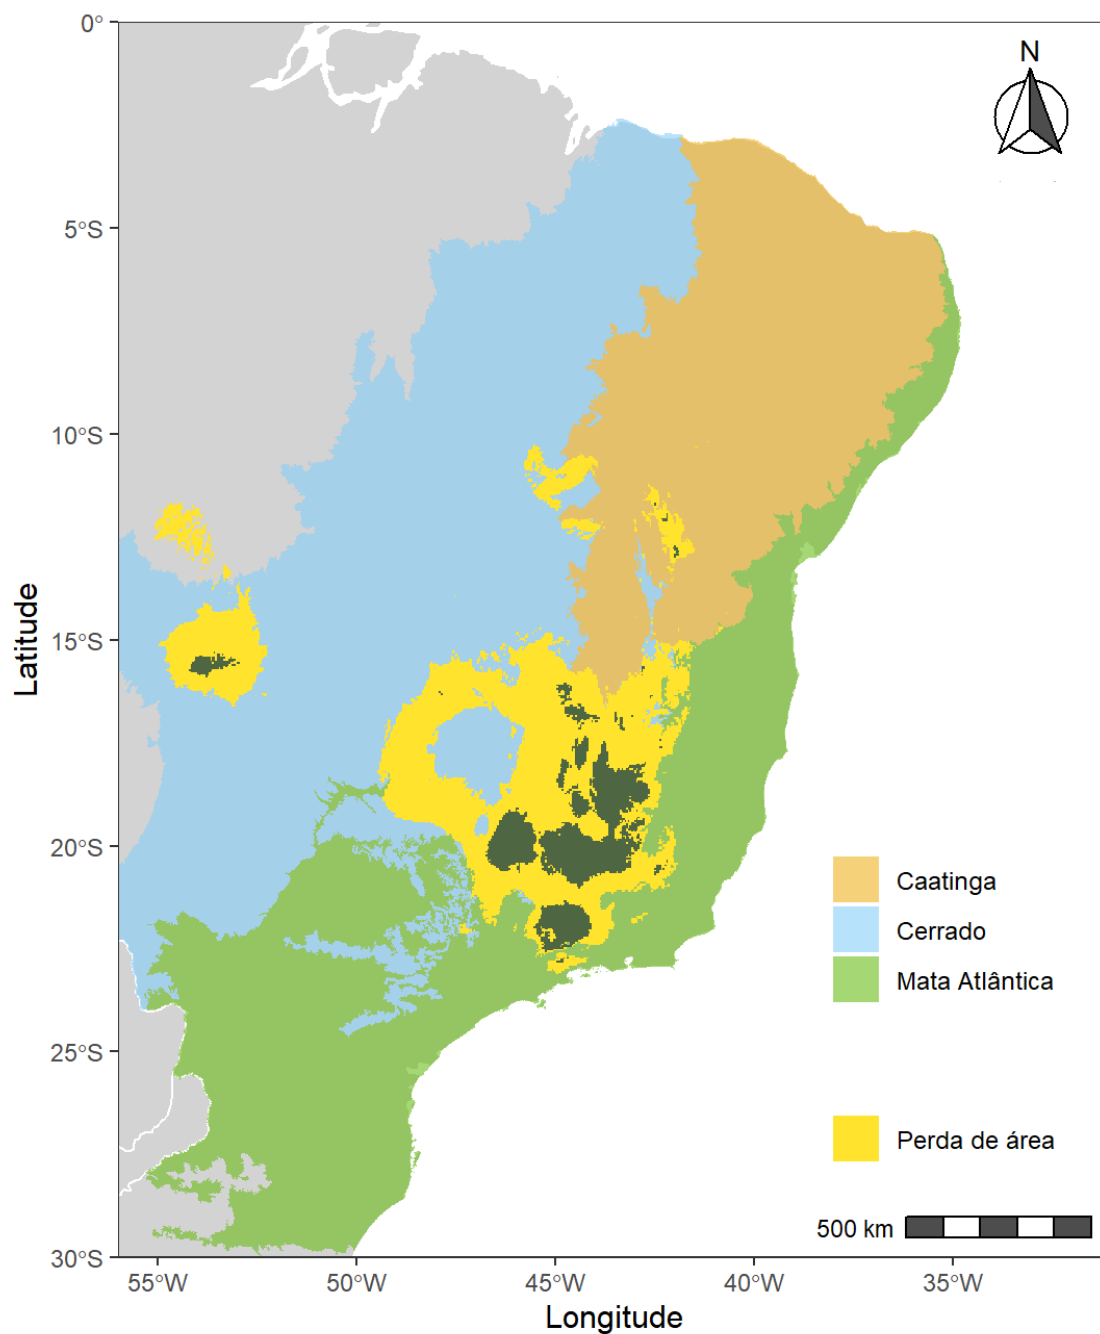 0°
5°S
10°S
15°S
20°S
25°S
30°S
Latitude
N
Caatinga
Cerrado
Mata Atlântica
Perda de área
500 km
55°W
50°W
45°W
40°W
35°W
Longitude